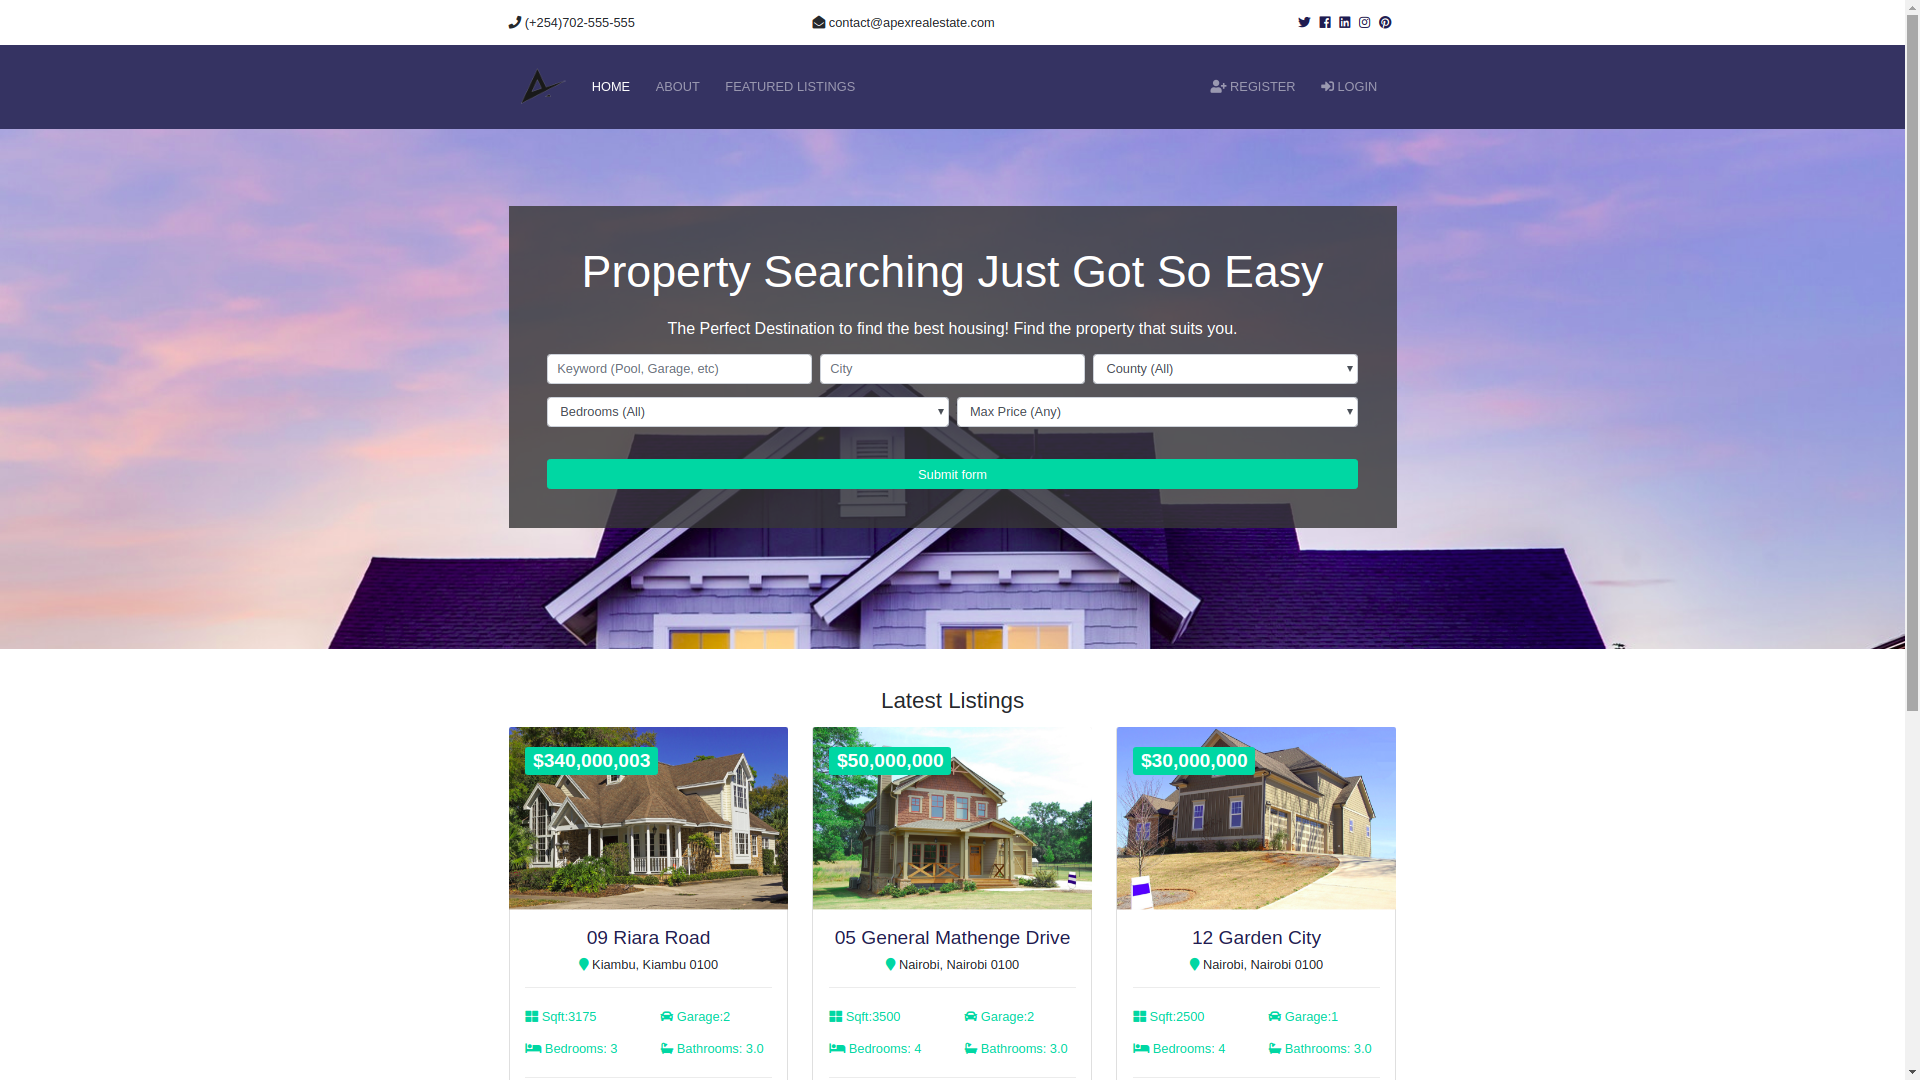 (+254)702-555-555
contact@apexrealestate.com
HOME
ABOUT
FEATURED LISTINGS
REGISTER
LOGIN
Property Searching Just Got So Easy
The Perfect Destination to find the best housing! Find the property that suits you.
Keyword (Pool, Garage, etc)
City
County (All)
Bedrooms (All)
Max Price (Any)
Submit form
Latest Listings
$340,000,003
09 Riara Road
Kiambu, Kiambu 0100
Sqft:3175
Garage:2
Bedrooms: 3
Bathrooms: 3.0
$50,000,000
05 General Mathenge Drive
Nairobi, Nairobi 0100
Sqft:3500
Garage:2
Bedrooms: 4
Bathrooms: 3.0
$30,000,000
12 Garden City
Nairobi, Nairobi 0100
Sqft:2500
Garage:1
Bedrooms: 4
Bathrooms: 3.0